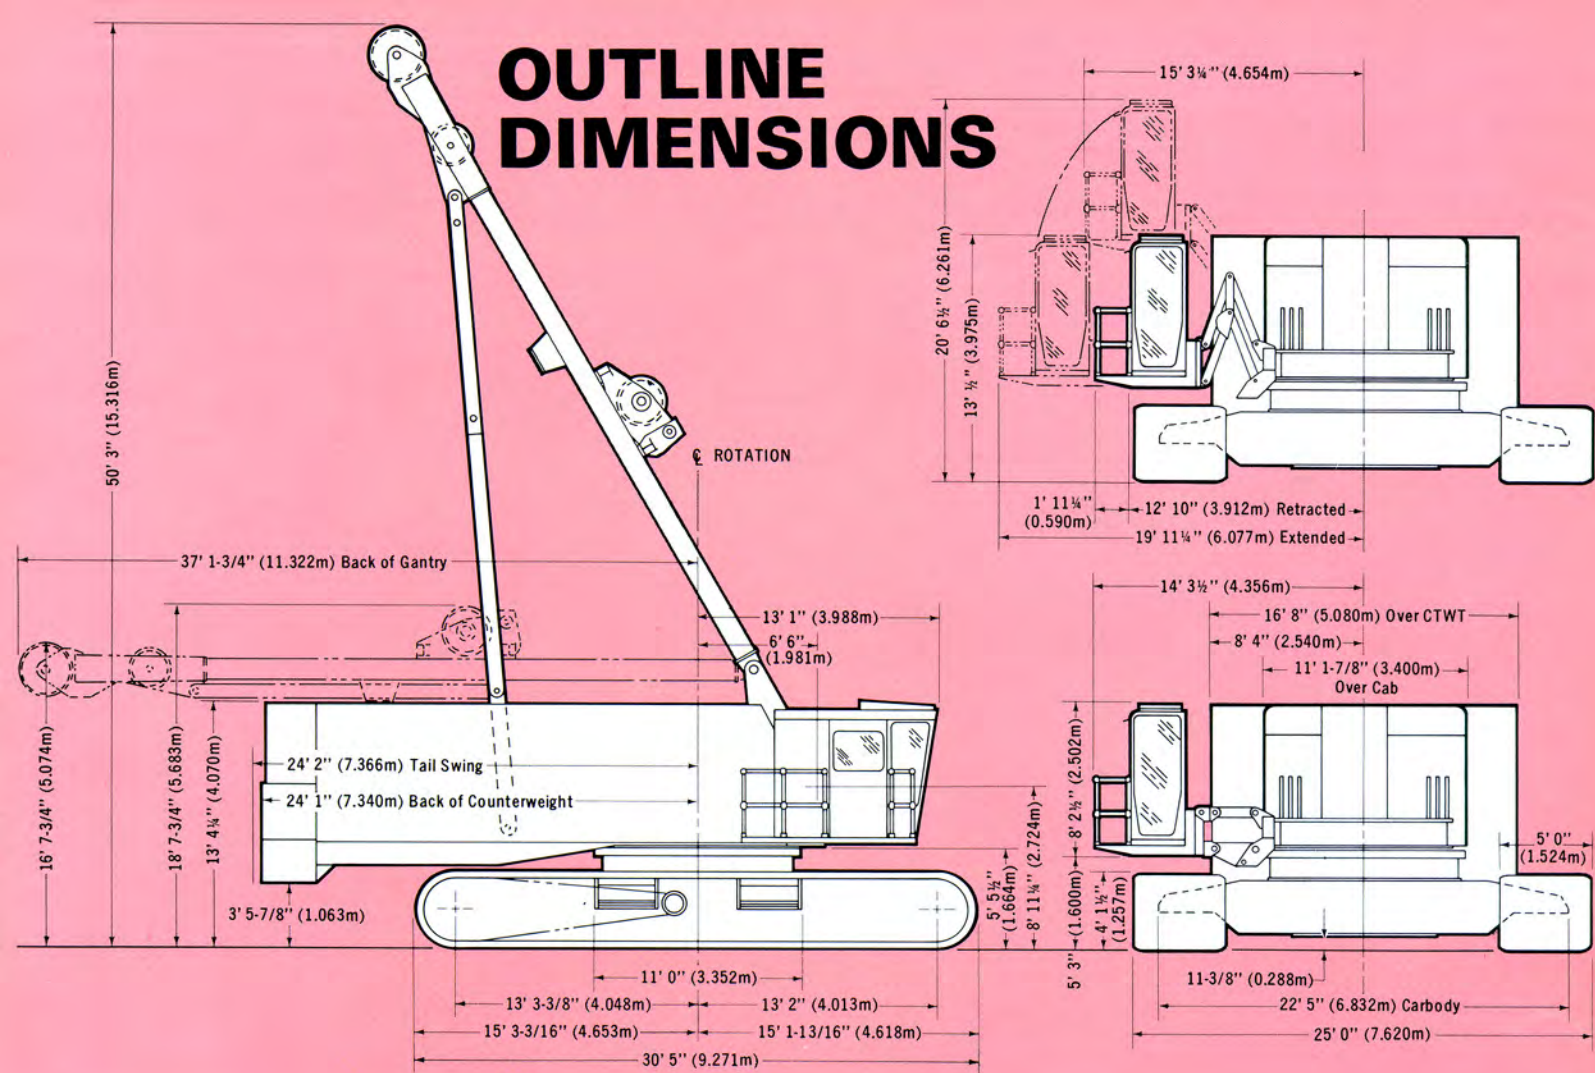 OUTLINE
DIMENSIONS
50' 3" (15.316m)
37' 1-3/4" (11.322m) Back of Gantry
℄ ROTATION
13' 1" (3.988m)
6' 6"
(1.981m)
24' 2" (7.366m) Tail Swing
24' 1" (7.340m) Back of Counterweight
16' 7-3/4" (5.074m)
18' 7-3/4" (5.683m)
13' 4¼" (4.070m)
3' 5-7/8" (1.063m)
5' 5½"
(1.664m)
8' 11¼" (2.724m)
11' 0" (3.352m)
13' 3-3/8" (4.048m)
13' 2" (4.013m)
15' 3-3/16" (4.653m)
15' 1-13/16" (4.618m)
30' 5" (9.271m)
15' 3¼" (4.654m)
20' 6½" (6.261m)
13' ½" (3.975m)
1' 11¼"
(0.590m)
12' 10" (3.912m) Retracted
19' 11¼" (6.077m) Extended
14' 3½" (4.356m)
16' 8" (5.080m) Over CTWT
8' 4" (2.540m)
11' 1-7/8" (3.400m)
Over Cab
8' 2½" (2.502m)
5' 3" (1.600m)
4' 1½"
(1.257m)
5' 0"
(1.524m)
11-3/8" (0.288m)
22' 5" (6.832m) Carbody
25' 0" (7.620m)